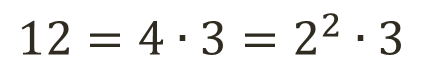 12 = 4 · 3 = 2² · 3